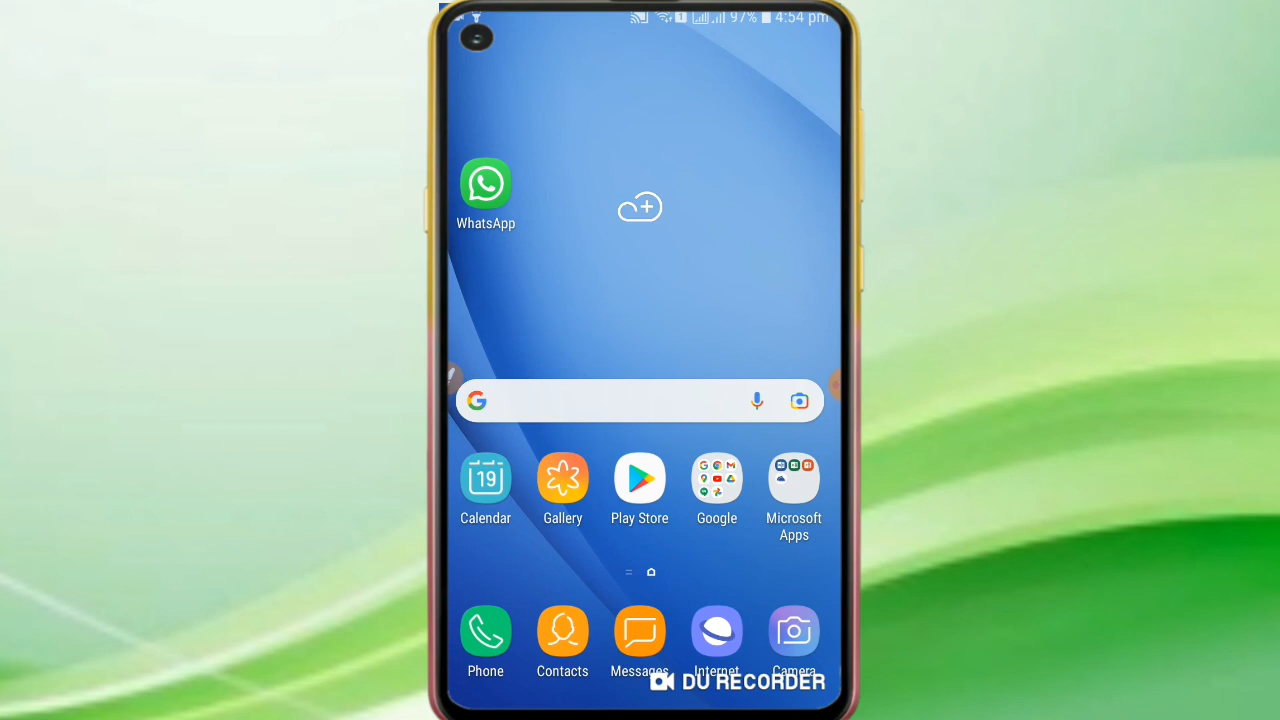 97% 4:54 pm
WhatsApp
19
Calendar
Gallery
Play Store
Google
Microsoft Apps
Phone
Contacts
Messages
Internet
Camera
DU RECORDER